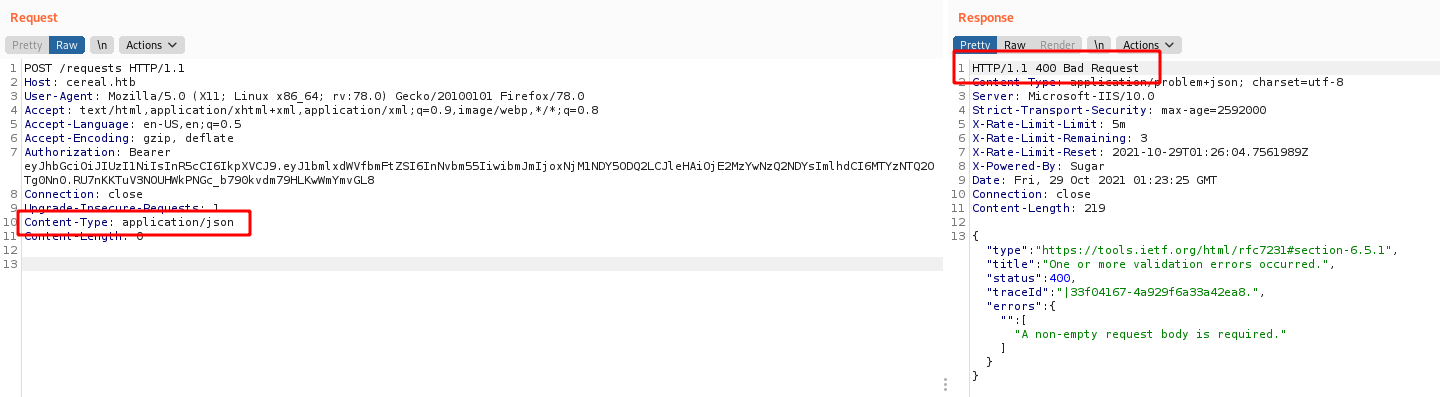 Request
Pretty Raw \n Actions
1 POST /requests HTTP/1.1
2 Host: cereal.htb
3 User-Agent: Mozilla/5.0 (X11; Linux x86_64; rv:78.0) Gecko/20100101 Firefox/78.0
4 Accept: text/html,application/xhtml+xml,application/xml;q=0.9,image/webp,*/*;q=0.8
5 Accept-Language: en-US,en;q=0.5
6 Accept-Encoding: gzip, deflate
7 Authorization: Bearer
8 Connection: close
9 Upgrade-Insecure-Requests: 1
10 Content-Type: application/json
11 Content-Length: 0
12
13
Response
Pretty Raw Render \n Actions
1 HTTP/1.1 400 Bad Request
2 Content-Type: application/problem+json; charset=utf-8
3 Server: Microsoft-IIS/10.0
4 Strict-Transport-Security: max-age=2592000
5 X-Rate-Limit-Limit: 5m
6 X-Rate-Limit-Remaining: 3
7 X-Rate-Limit-Reset: 2021-10-29T01:26:04.7561989Z
8 X-Powered-By: Sugar
9 Date: Fri, 29 Oct 2021 01:23:25 GMT
10 Connection: close
11 Content-Length: 219
12
13 {
"type":"https://tools.ietf.org/html/rfc7231#section-6.5.1",
"title":"One or more validation errors occurred.",
"status":400,
"traceId":"|33f04167-4a929f6a33a42ea8.",
"errors":{
"":[
"A non-empty request body is required."
]
}
}